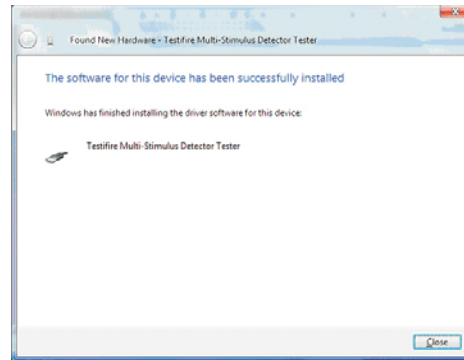 Found New Hardware - Testifire Multi-Stimulus Detector Tester
The software for this device has been successfully installed
Windows has finished installing the driver software for this device:
Testifire Multi-Stimulus Detector Tester
Close